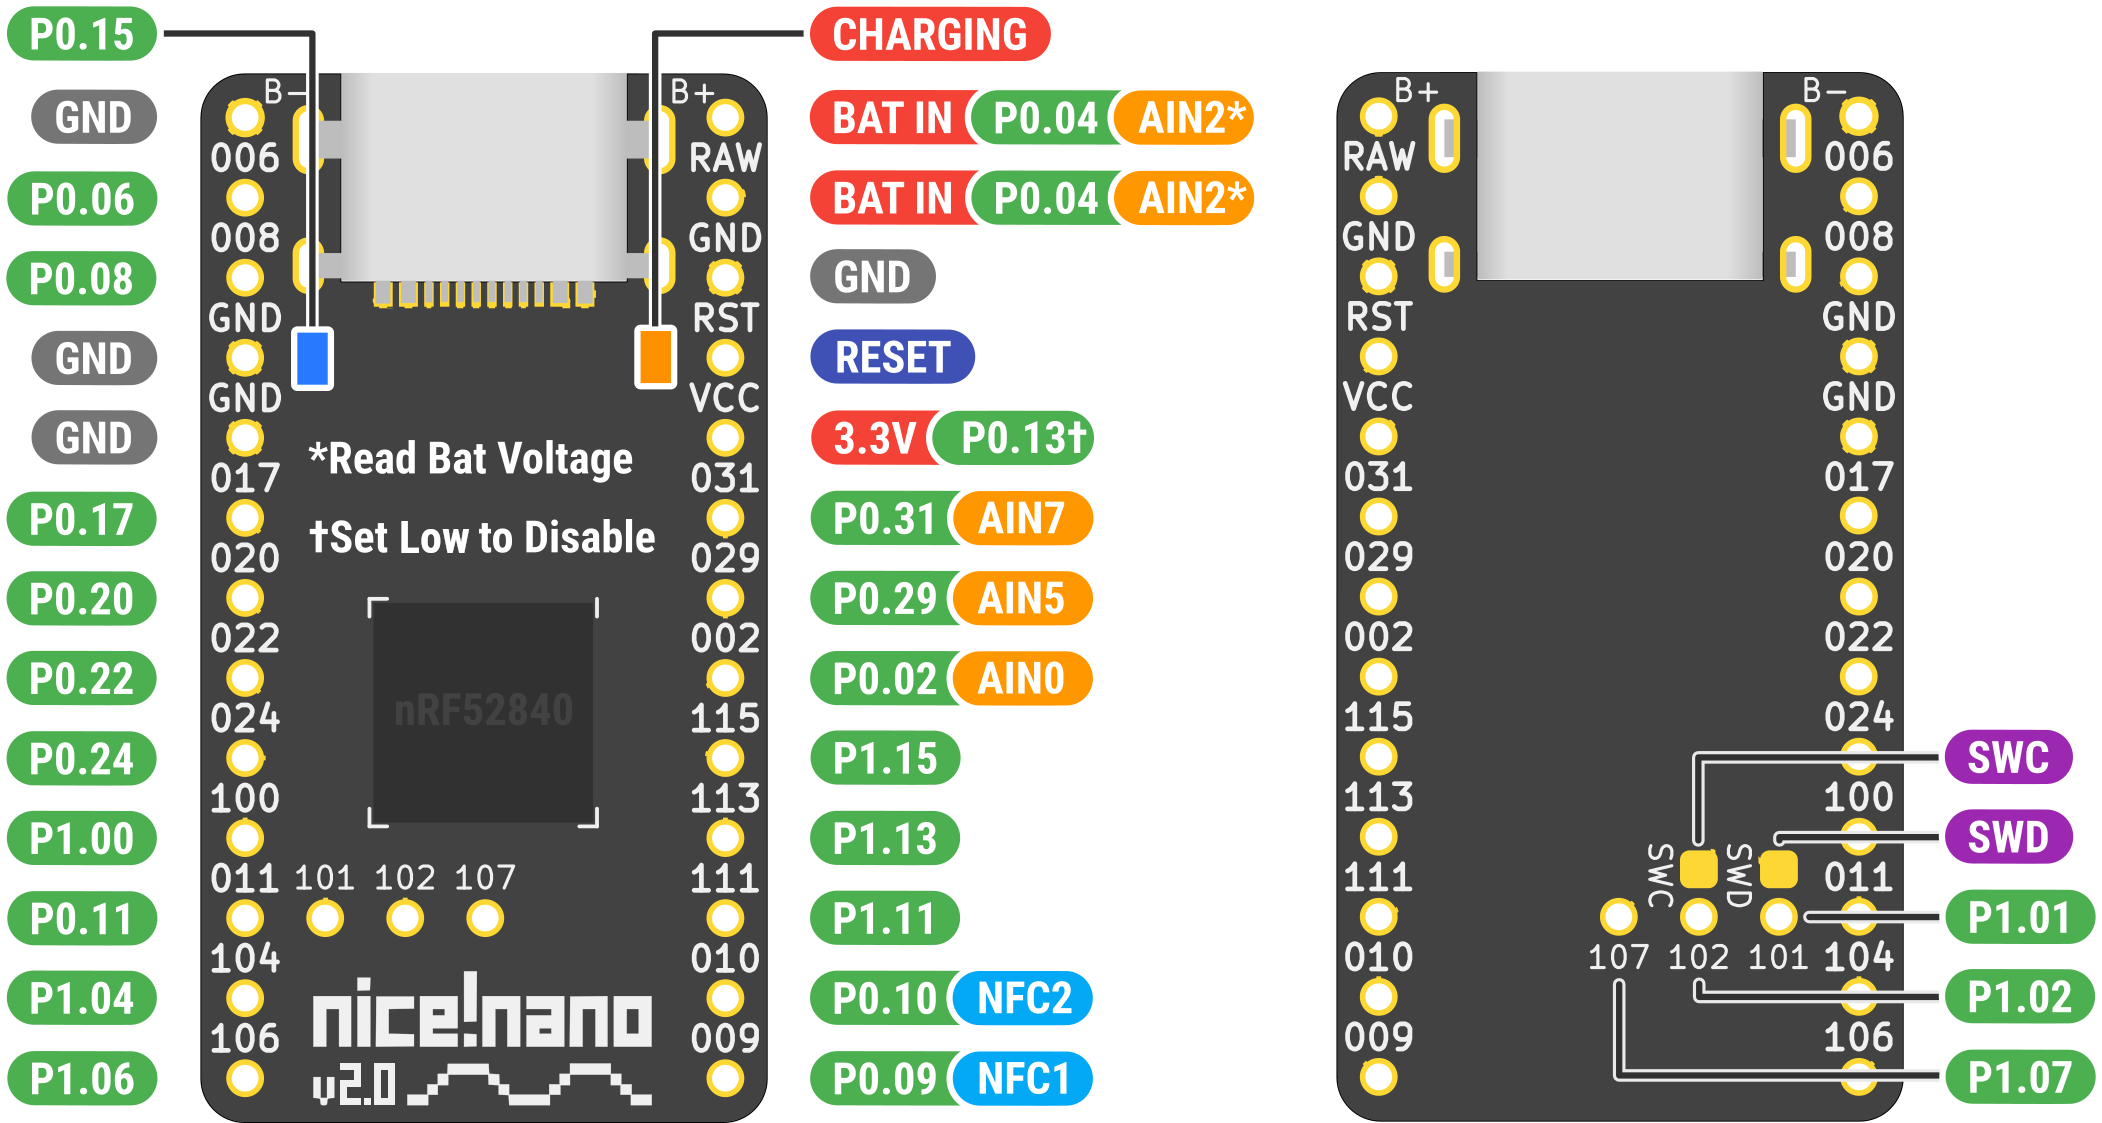 P0.15
CHARGING
B-
B+
GND
BAT IN P0.04 AIN2*
006
RAW
P0.06
BAT IN P0.04 AIN2*
008
GND
P0.08
GND
GND
RST
GND
RESET
GND
VCC
GND
3.3V P0.13†
*Read Bat Voltage
017
031
P0.17
P0.31 AIN7
†Set Low to Disable
020
029
P0.20
P0.29 AIN5
022
002
P0.22
P0.02 AIN0
nRF52840
024
115
P0.24
P1.15
100
113
P1.00
P1.13
011 101 102 107 111
P0.11
P1.11
104
010
P1.04
P0.10 NFC2
nice!nano
106
009
P1.06
P0.09 NFC1
v2.0
B+
B-
RAW
006
GND
008
RST
GND
VCC
GND
031
017
029
020
002
022
115
024
SWC
113
100
SWD
SWC
SWD
111
011
P1.01
010
107 102 101 104
P1.02
009
106
P1.07